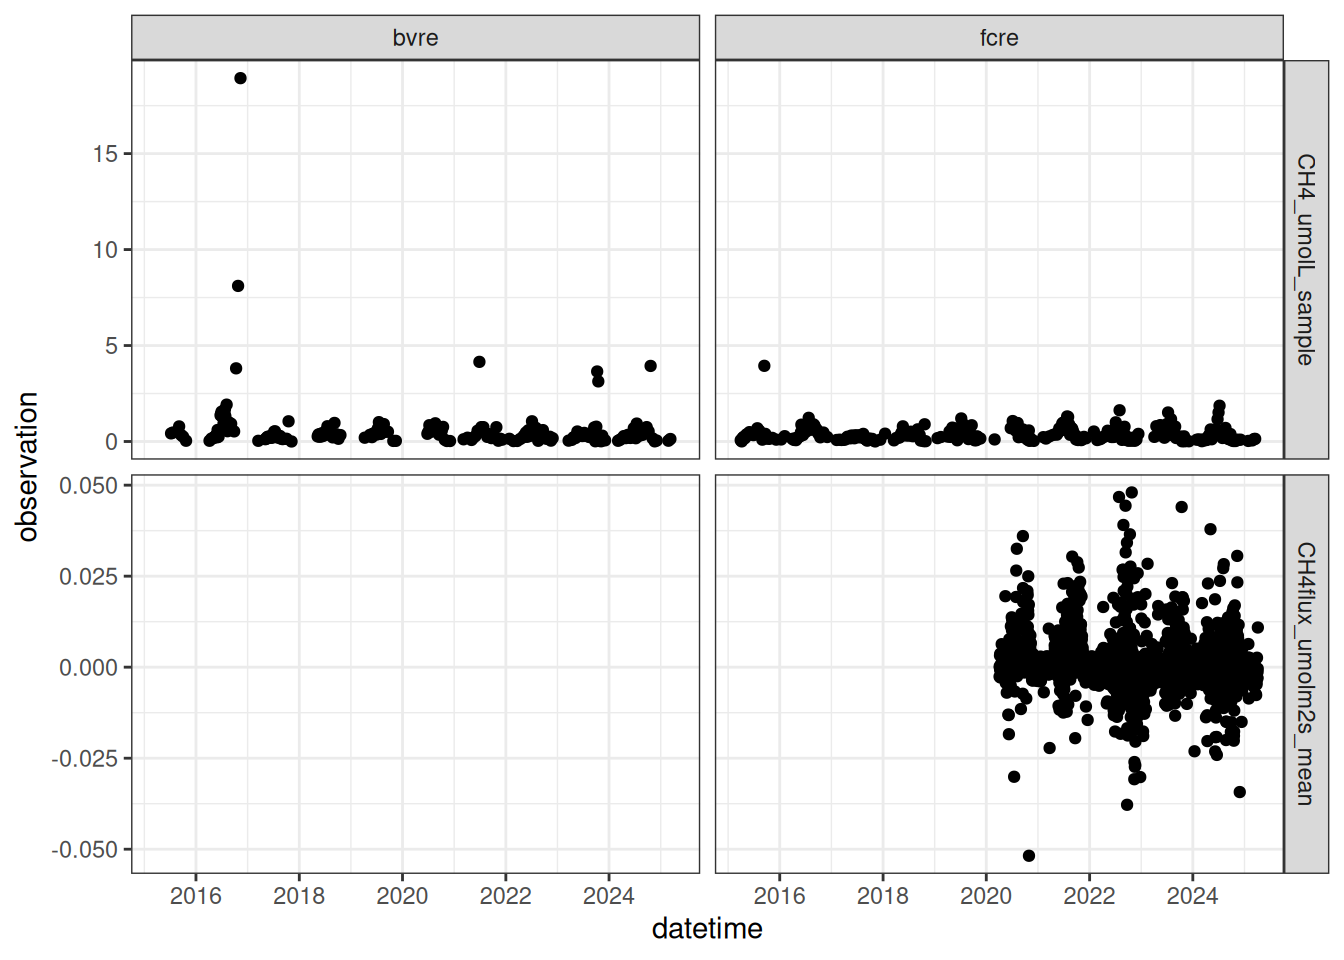 bvre
fcre
15
10
5
0
CH4_umolL_sample
observation
0.050
0.025
0.000
-0.025
-0.050
CH4flux_umolm2s_mean
2016 2018 2020 2022 2024
2016 2018 2020 2022 2024
datetime